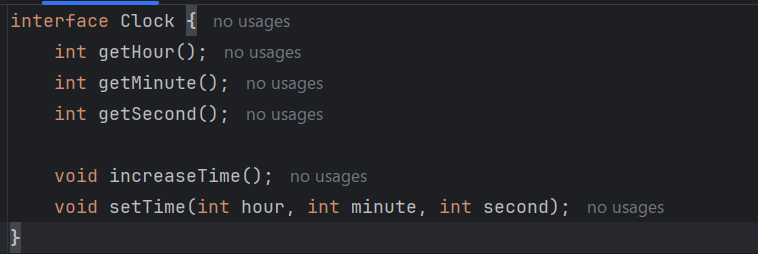 interface Clock { no usages
int getHour(); no usages
int getMinute(); no usages
int getSecond(); no usages
void increaseTime(); no usages
void setTime(int hour, int minute, int second); no usages
}